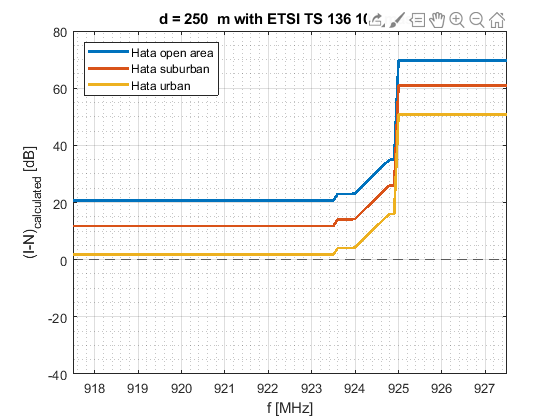 d = 250 m with ETSI TS 136 10
Hata open area
Hata suburban
Hata urban
80
60
40
20
0
-20
-40
(I-N)calculated [dB]
918 919 920 921 922 923 924 925 926 927
f [MHz]